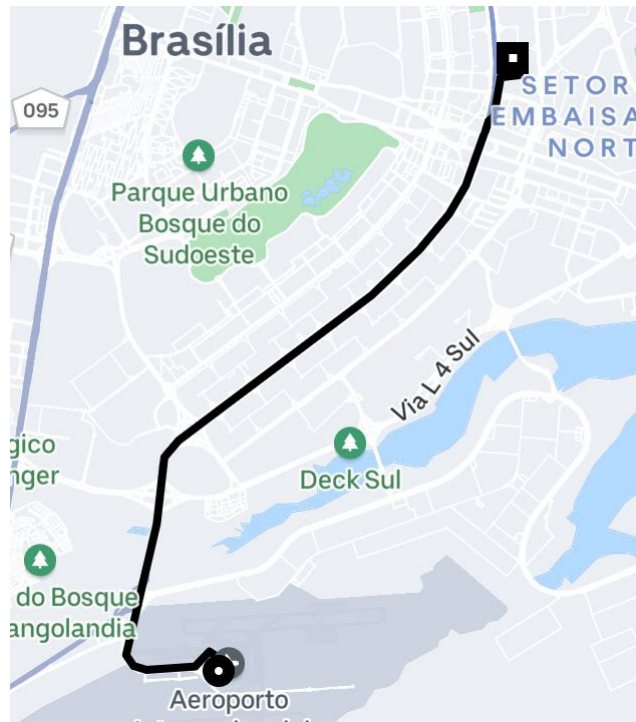 Brasília
095
SETOR
EMBAISA
NORT
Parque Urbano
Bosque do
Sudoeste
Via L 4 Sul
gico
nger
Deck Sul
do Bosque
angolandia
Aeroporto